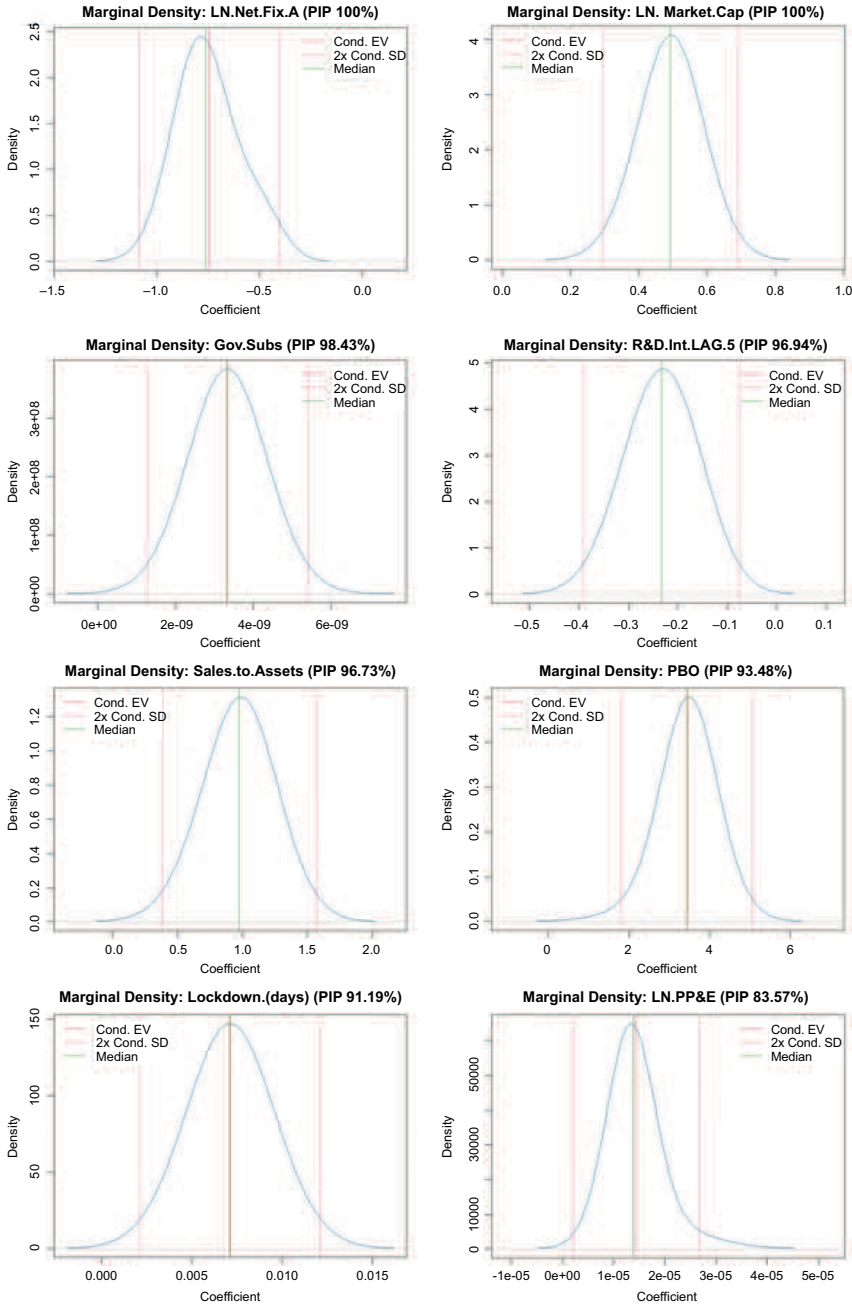 Marginal Density: LN.Net.Fix.A (PIP 100%)
Cond. EV
2x Cond. SD
Median
Density
0.0 0.5 1.0 1.5 2.0 2.5
–1.5 –1.0 –0.5 0.0
Coefficient
Marginal Density: LN. Market.Cap (PIP 100%)
Cond. EV
2x Cond. SD
Median
Density
0 1 2 3 4
0.0 0.2 0.4 0.6 0.8 1.0
Coefficient
Marginal Density: Gov.Subs (PIP 98.43%)
Cond. EV
2x Cond. SD
Median
Density
0e+00 1e+08 2e+08 3e+08
0e+00 2e-09 4e-09 6e-09
Coefficient
Marginal Density: R&D.Int.LAG.5 (PIP 96.94%)
Cond. EV
2x Cond. SD
Median
Density
0 1 2 3 4 5
–0.5 –0.4 –0.3 –0.2 –0.1 0.0 0.1
Coefficient
Marginal Density: Sales.to.Assets (PIP 96.73%)
Cond. EV
2x Cond. SD
Median
Density
0.0 0.2 0.4 0.6 0.8 1.0 1.2
0.0 0.5 1.0 1.5 2.0
Coefficient
Marginal Density: PBO (PIP 93.48%)
Cond. EV
2x Cond. SD
Median
Density
0.0 0.1 0.2 0.3 0.4 0.5
0 2 4 6
Coefficient
Marginal Density: Lockdown.(days) (PIP 91.19%)
Cond. EV
2x Cond. SD
Median
Density
0 50 100 150
0.000 0.005 0.010 0.015
Coefficient
Marginal Density: LN.PP&E (PIP 83.57%)
Cond. EV
2x Cond. SD
Median
Density
0 10000 30000 50000
-1e-05 0e+00 1e-05 2e-05 3e-05 4e-05 5e-05
Coefficient